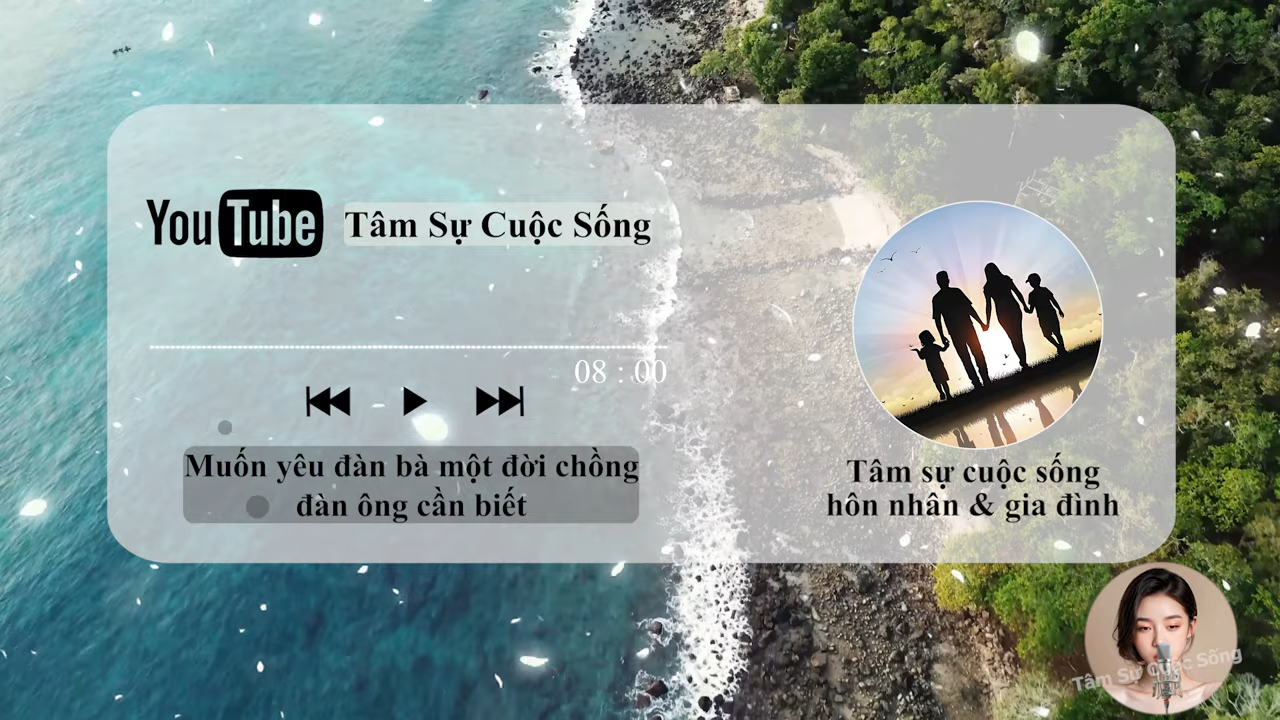 YouTube Tâm Sự Cuộc Sống
08 : 00
Muốn yêu đàn bà một đời chồng
đàn ông cần biết
Tâm sự cuộc sống
hôn nhân & gia đình
Tâm Sự Cuộc Sống